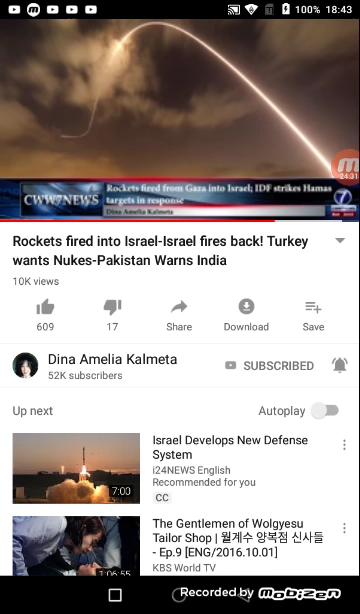 100% 18:43
24:31
CWW7NEWS
Rockets fired from Gaza into Israel; IDF strikes Hamas
targets in response
Dina Amelia Kalmeta
7
Rockets fired into Israel-Israel fires back! Turkey
wants Nukes-Pakistan Warns India
10K views
609
17
Share
Download
Save
Dina Amelia Kalmeta
52K subscribers
SUBSCRIBED
Up next
Autoplay
7:00
Israel Develops New Defense
System
i24NEWS English
Recommended for you
CC
1:06:55
The Gentlemen of Wolgyesu
Tailor Shop | 월계수 양복점 신사들
- Ep.9 [ENG/2016.10.01]
KBS World TV
Recorded by Mobizen